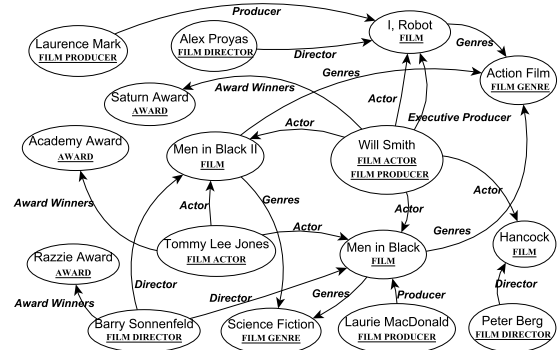 Producer
I, Robot
FILM
Alex Proyas
FILM DIRECTOR
Laurence Mark
FILM PRODUCER
Director
Genres
Genres
Action Film
FILM GENRE
Saturn Award
AWARD
Award Winners
Actor
Executive Producer
Academy Award
AWARD
Men in Black II
FILM
Actor
Will Smith
FILM ACTOR
FILM PRODUCER
Actor
Award Winners
Genres
Actor
Actor
Actor
Tommy Lee Jones
FILM ACTOR
Men in Black
FILM
Genres
Hancock
FILM
Razzie Award
AWARD
Director
Director
Genres
Producer
Director
Award Winners
Barry Sonnenfeld
FILM DIRECTOR
Science Fiction
FILM GENRE
Laurie MacDonald
FILM PRODUCER
Peter Berg
FILM DIRECTOR